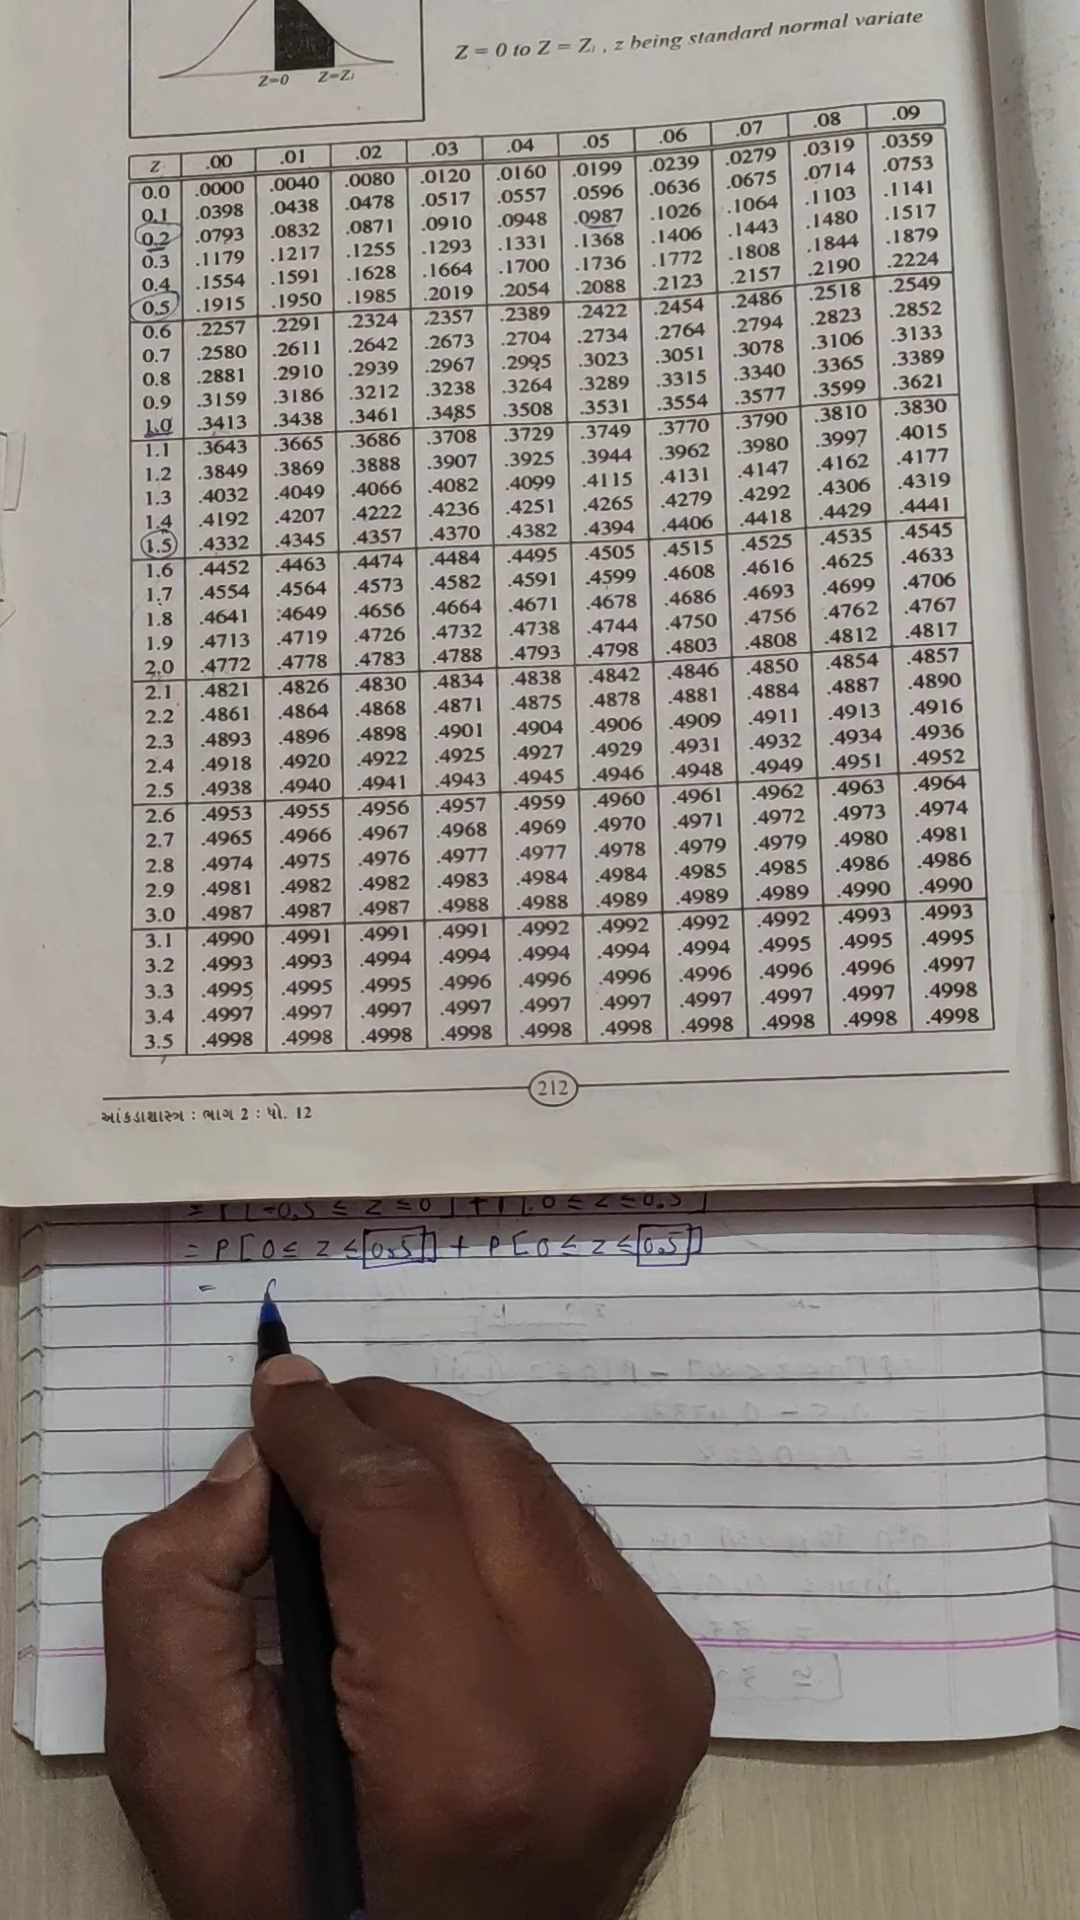 Z = 0 to Z = Zᵢ , z being standard normal variate
Z=0 Z=Zᵢ
Z .00 .01 .02 .03 .04 .05 .06 .07 .08 .09
0.0 .0000 .0040 .0080 .0120 .0160 .0199 .0239 .0279 .0319 .0359
0.1 .0398 .0438 .0478 .0517 .0557 .0596 .0636 .0675 .0714 .0753
0.2 .0793 .0832 .0871 .0910 .0948 .0987 .1026 .1064 .1103 .1141
0.3 .1179 .1217 .1255 .1293 .1331 .1368 .1406 .1443 .1480 .1517
0.4 .1554 .1591 .1628 .1664 .1700 .1736 .1772 .1808 .1844 .1879
0.5 .1915 .1950 .1985 .2019 .2054 .2088 .2123 .2157 .2190 .2224
0.6 .2257 .2291 .2324 .2357 .2389 .2422 .2454 .2486 .2518 .2549
0.7 .2580 .2611 .2642 .2673 .2704 .2734 .2764 .2794 .2823 .2852
0.8 .2881 .2910 .2939 .2967 .2995 .3023 .3051 .3078 .3106 .3133
0.9 .3159 .3186 .3212 .3238 .3264 .3289 .3315 .3340 .3365 .3389
1.0 .3413 .3438 .3461 .3485 .3508 .3531 .3554 .3577 .3599 .3621
1.1 .3643 .3665 .3686 .3708 .3729 .3749 .3770 .3790 .3810 .3830
1.2 .3849 .3869 .3888 .3907 .3925 .3944 .3962 .3980 .3997 .4015
1.3 .4032 .4049 .4066 .4082 .4099 .4115 .4131 .4147 .4162 .4177
1.4 .4192 .4207 .4222 .4236 .4251 .4265 .4279 .4292 .4306 .4319
1.5 .4332 .4345 .4357 .4370 .4382 .4394 .4406 .4418 .4429 .4441
1.6 .4452 .4463 .4474 .4484 .4495 .4505 .4515 .4525 .4535 .4545
1.7 .4554 .4564 .4573 .4582 .4591 .4599 .4608 .4616 .4625 .4633
1.8 .4641 .4649 .4656 .4664 .4671 .4678 .4686 .4693 .4699 .4706
1.9 .4713 .4719 .4726 .4732 .4738 .4744 .4750 .4756 .4762 .4767
2.0 .4772 .4778 .4783 .4788 .4793 .4798 .4803 .4808 .4812 .4817
2.1 .4821 .4826 .4830 .4834 .4838 .4842 .4846 .4850 .4854 .4857
2.2 .4861 .4864 .4868 .4871 .4875 .4878 .4881 .4884 .4887 .4890
2.3 .4893 .4896 .4898 .4901 .4904 .4906 .4909 .4911 .4913 .4916
2.4 .4918 .4920 .4922 .4925 .4927 .4929 .4931 .4932 .4934 .4936
2.5 .4938 .4940 .4941 .4943 .4945 .4946 .4948 .4949 .4951 .4952
2.6 .4953 .4955 .4956 .4957 .4959 .4960 .4961 .4962 .4963 .4964
2.7 .4965 .4966 .4967 .4968 .4969 .4970 .4971 .4972 .4973 .4974
2.8 .4974 .4975 .4976 .4977 .4977 .4978 .4979 .4979 .4980 .4981
2.9 .4981 .4982 .4982 .4983 .4984 .4984 .4985 .4985 .4986 .4986
3.0 .4987 .4987 .4987 .4988 .4988 .4989 .4989 .4989 .4990 .4990
3.1 .4990 .4991 .4991 .4991 .4992 .4992 .4992 .4992 .4993 .4993
3.2 .4993 .4993 .4994 .4994 .4994 .4994 .4994 .4995 .4995 .4995
3.3 .4995 .4995 .4995 .4996 .4996 .4996 .4996 .4996 .4996 .4997
3.4 .4997 .4997 .4997 .4997 .4997 .4997 .4997 .4997 .4997 .4998
3.5 .4998 .4998 .4998 .4998 .4998 .4998 .4998 .4998 .4998 .4998
212
આંકડાશાસ્ત્ર : ભાગ 2 : ધો. 12
= P[-0.5 ≤ Z ≤ 0] + P[0 ≤ Z ≤ 0.5]
= P[0 ≤ Z ≤ 0.5] + P[0 ≤ Z ≤ 0.5]
=